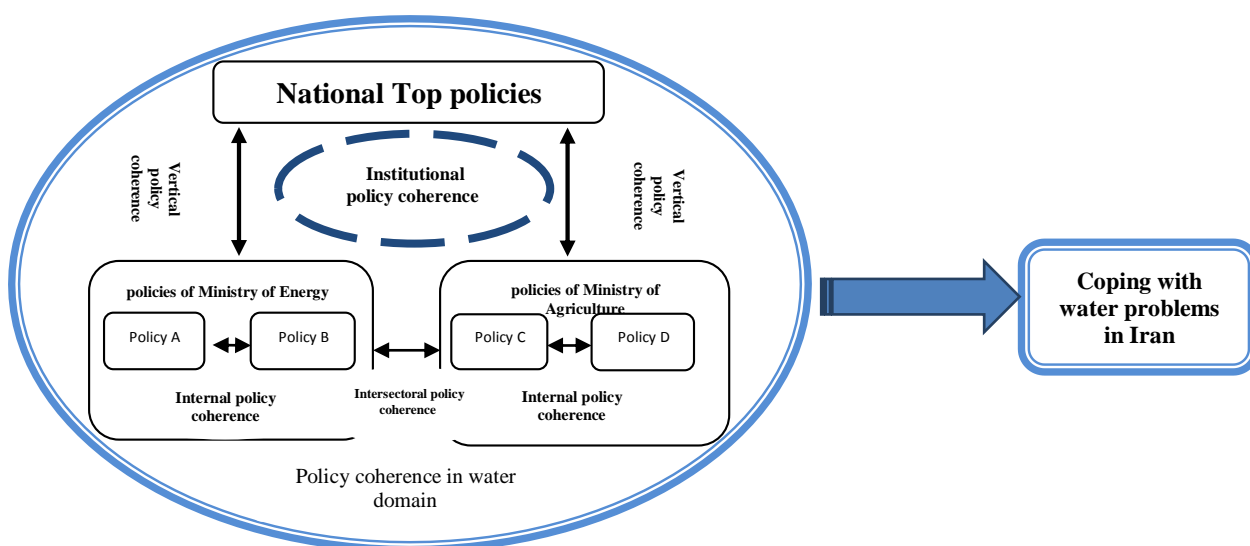 National Top policies
Institutional
policy coherence
Vertical
policy
coherence
Vertical
policy
coherence
policies of Ministry of Energy
Policy A
Policy B
Internal policy
coherence
Intersectoral policy
coherence
policies of Ministry of
Agriculture
Policy C
Policy D
Internal policy
coherence
Policy coherence in water
domain
Coping with
water problems
in Iran